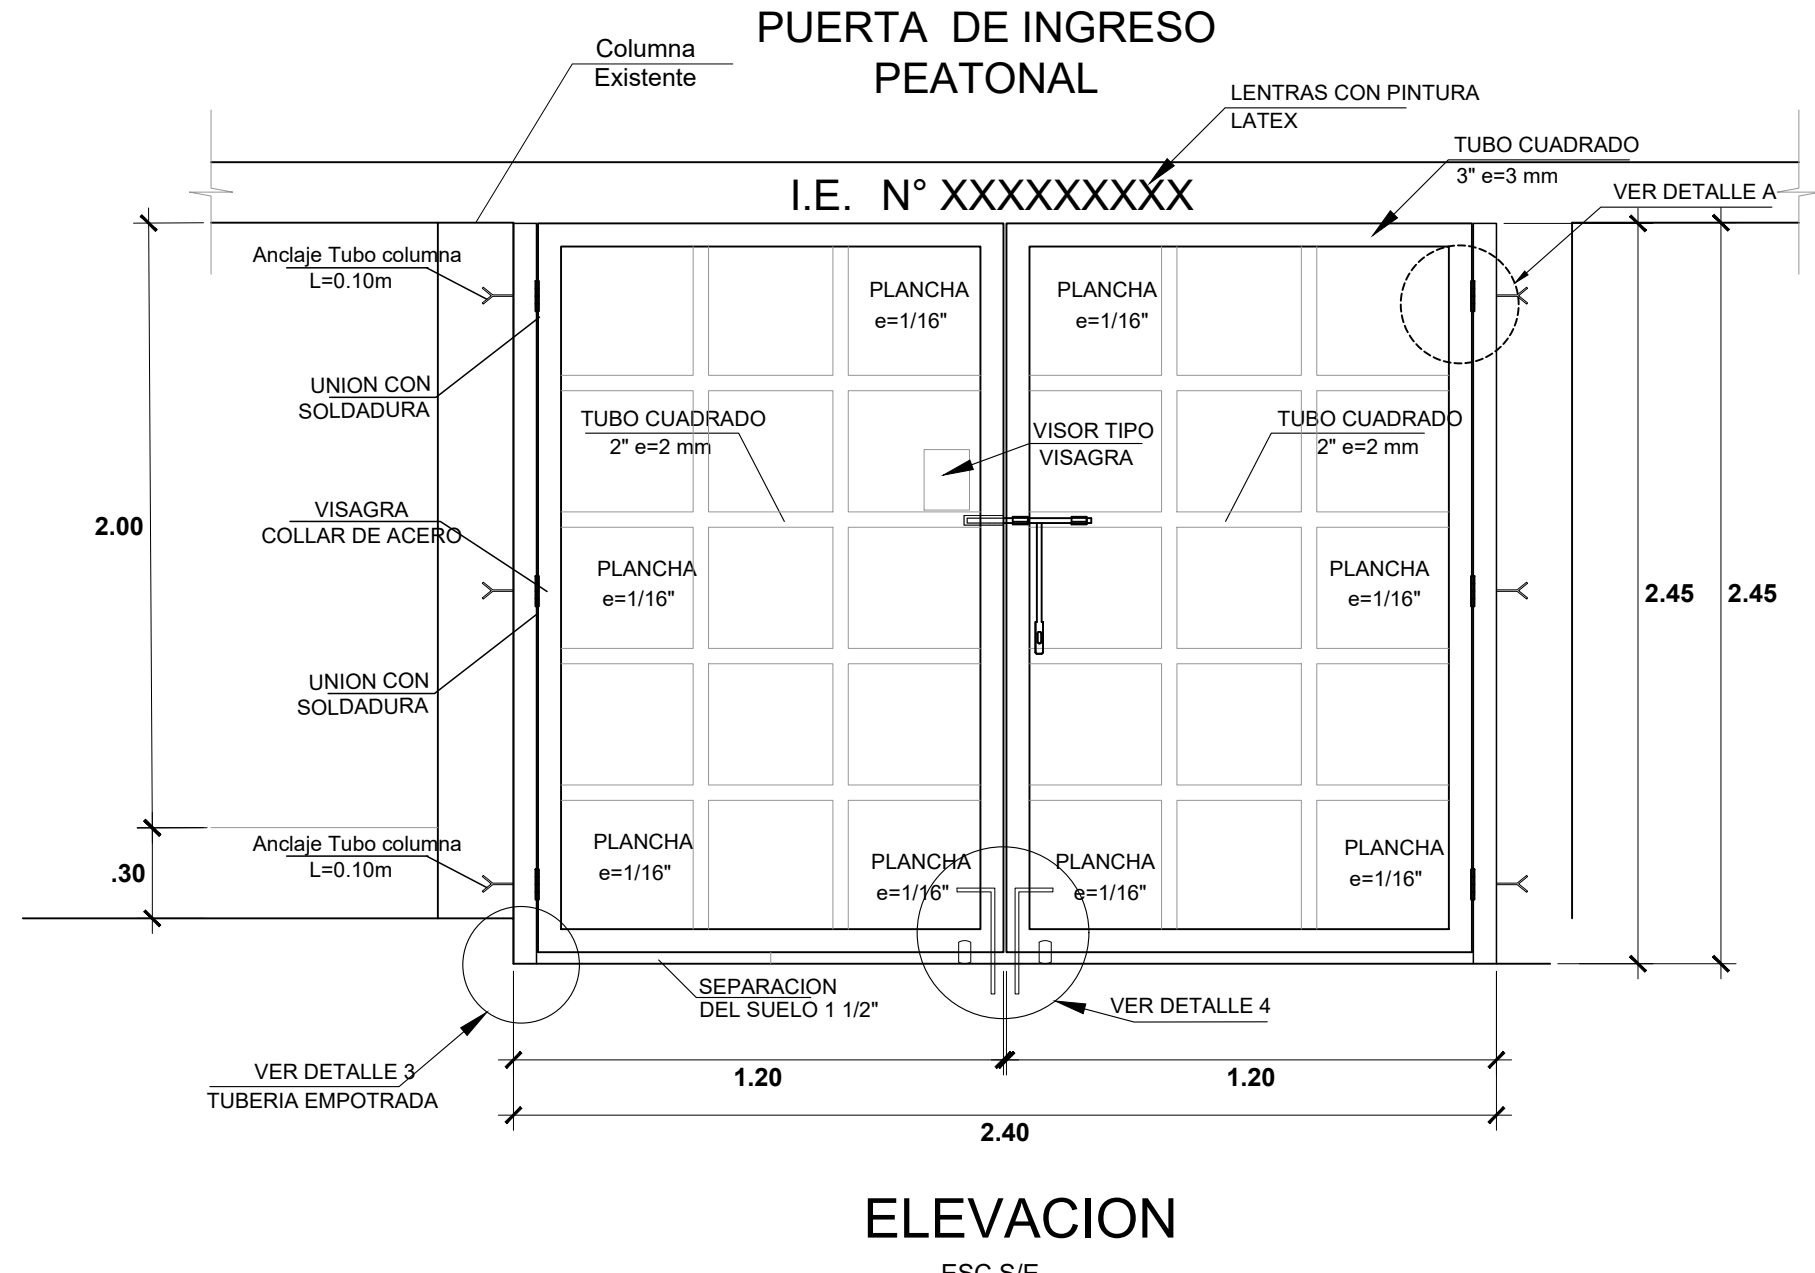 PUERTA DE INGRESO
PEATONAL
Columna
Existente
LENTRAS CON PINTURA
LATEX
TUBO CUADRADO
3" e=3 mm
VER DETALLE A
I.E. N° XXXXXXXXX
Anclaje Tubo columna
L=0.10m
PLANCHA
e=1/16"
PLANCHA
e=1/16"
UNION CON
SOLDADURA
TUBO CUADRADO
2" e=2 mm
VISOR TIPO
VISAGRA
TUBO CUADRADO
2" e=2 mm
VISAGRA
COLLAR DE ACERO
2.00
PLANCHA
e=1/16"
PLANCHA
e=1/16"
2.45
2.45
UNION CON
SOLDADURA
Anclaje Tubo columna
L=0.10m
.30
PLANCHA
e=1/16"
PLANCHA
e=1/16"
PLANCHA
e=1/16"
PLANCHA
e=1/16"
SEPARACION
DEL SUELO 1 1/2"
VER DETALLE 4
VER DETALLE 3
TUBERIA EMPOTRADA
1.20
1.20
2.40
ELEVACION
ESC S/E